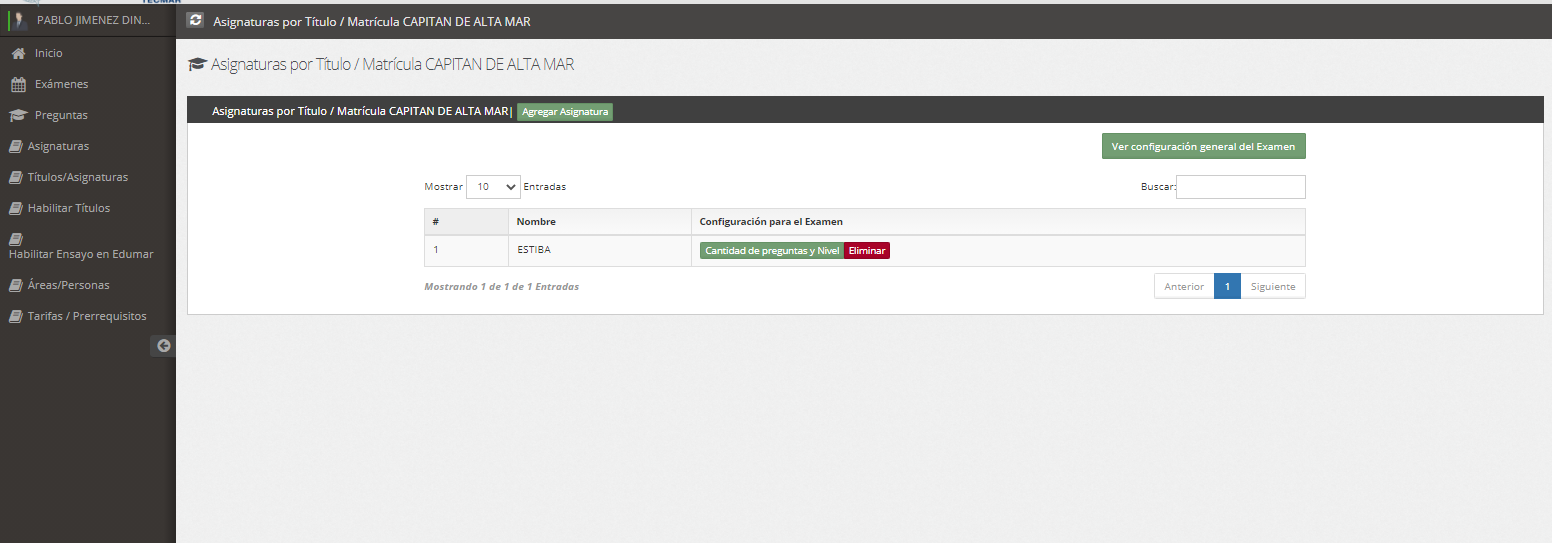 TECMAR
PABLO JIMENEZ DIN...
Inicio
Exámenes
Preguntas
Asignaturas
Títulos/Asignaturas
Habilitar Títulos
Habilitar Ensayo en Edumar
Áreas/Personas
Tarifas / Prerrequisitos
Asignaturas por Título / Matrícula CAPITAN DE ALTA MAR
Asignaturas por Título / Matrícula CAPITAN DE ALTA MAR
Asignaturas por Título / Matrícula CAPITAN DE ALTA MAR| Agregar Asignatura
Ver configuración general del Examen
Mostrar 10 Entradas Buscar:
# Nombre Configuración para el Examen
1 ESTIBA Cantidad de preguntas y Nivel Eliminar
Mostrando 1 de 1 de 1 Entradas Anterior 1 Siguiente